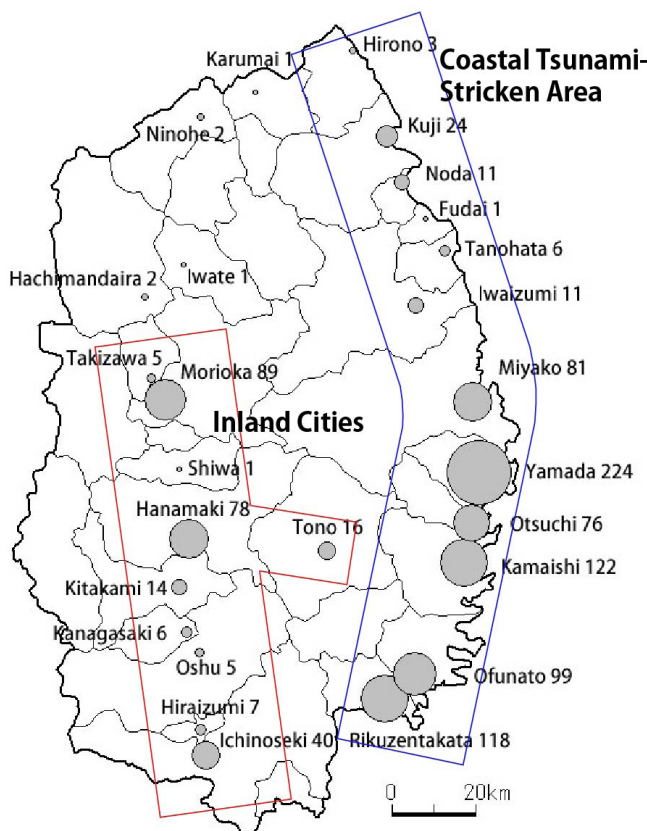 Hirono 3
Karumai 1
Coastal Tsunami-
Stricken Area
Ninohe 2
Kuji 24
Noda 11
Fudai 1
Tanohata 6
Iwate 1
Hachimandaira 2
Iwaizumi 11
Takizawa 5
Morioka 89
Miyako 81
Inland Cities
Shiwa 1
Yamada 224
Hanamaki 78
Tono 16
Otsuchi 76
Kamaishi 122
Kitakami 14
Kanagasaki 6
Oshu 5
Ofunato 99
Hiraizumi 7
Ichinoseki 40
Rikuzentakata 118
0 20km